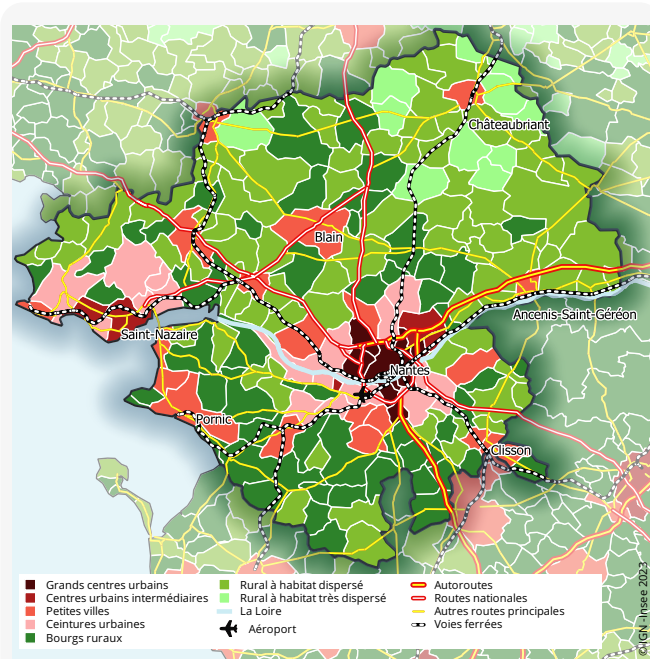 Châteaubriant
Blain
Ancenis-Saint-Géréon
Saint-Nazaire
Nantes
Pornic
Clisson
Grands centres urbains
Centres urbains intermédiaires
Petites villes
Ceintures urbaines
Bourgs ruraux
Rural à habitat dispersé
Rural à habitat très dispersé
La Loire
Aéroport
Autoroutes
Routes nationales
Autres routes principales
Voies ferrées
©IGN -Insee 2023